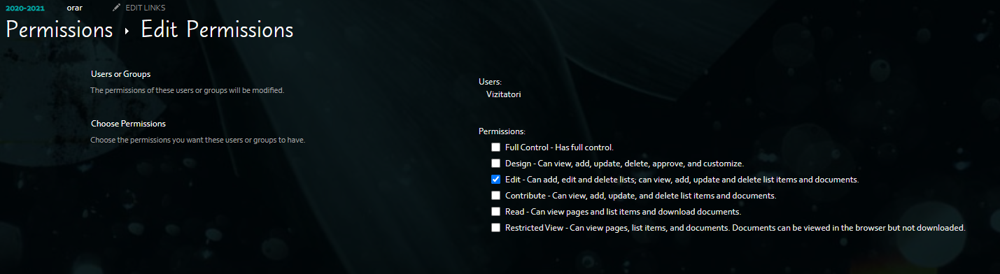 2020-2021 orar EDIT LINKS
Permissions Edit Permissions
Users or Groups
The permissions of these users or groups will be modified.
Users:
Vizitatori
Choose Permissions
Choose the permissions you want these users or groups to have.
Permissions:
Full Control - Has full control.
Design - Can view, add, update, delete, approve, and customize.
Edit - Can add, edit and delete lists; can view, add, update and delete list items and documents.
Contribute - Can view, add, update, and delete list items and documents.
Read - Can view pages and list items and download documents.
Restricted View - Can view pages, list items, and documents. Documents can be viewed in the browser but not downloaded.